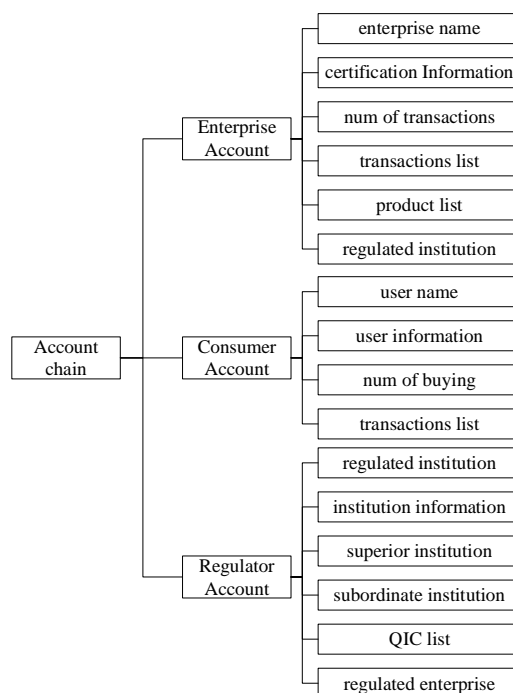 enterprise name
certification Information
num of transactions
Enterprise
Account
transactions list
product list
regulated institution
user name
user information
Account
chain
Consumer
Account
num of buying
transactions list
regulated institution
institution information
superior institution
Regulator
Account
subordinate institution
QIC list
regulated enterprise